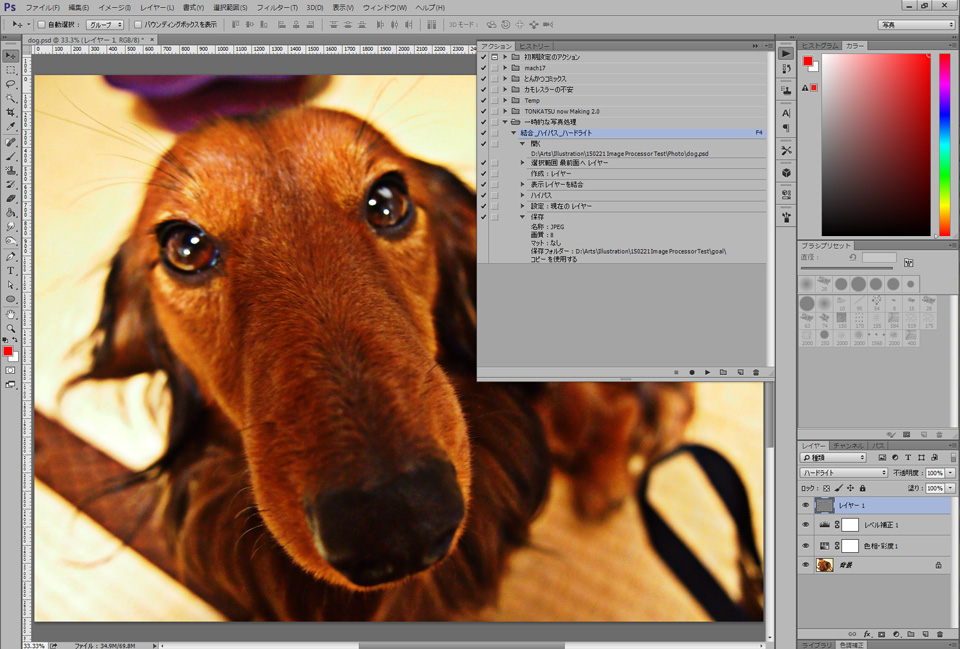 Ps ファイル(F) 編集(E) イメージ(I) レイヤー(L) 書式(Y) 選択範囲(S) フィルター(T) 3D(D) 表示(V) ウィンドウ(W) ヘルプ(H)
自動選択: グループ バウンディングボックスを表示 3D モード: 写真
dog.psd @ 33.3% (レイヤー 1, RGB/8) *
アクション ヒストリー
初期設定のアクション
mach17
とんかつコミックス
カモレスラーの不安
Temp
TONKATSU now Making 2.0
一時的な写真処理
結合_ハイパス_ハードライト F4
開く
D:\Arts\Illustration\150221 Image Processor Test\Photo\dog.psd
選択範囲 最前面へ レイヤー
作成:レイヤー
表示レイヤーを結合
ハイパス
設定:現在の レイヤー
保存
名称:JPEG
画質:8
マット:なし
保存フォルダー:D:\Arts\Illustration\150221 Image Processor Test\goal\
コピー を使用する
ヒストグラム カラー
ブラシプリセット
直径:
レイヤー チャンネル パス
種類
ハードライト 不透明度: 100%
ロック: 塗り: 100%
レイヤー 1
レベル補正 1
色相・彩度 1
背景
ライブラリ 色調補正
33.33% ファイル:34.9M/69.8M